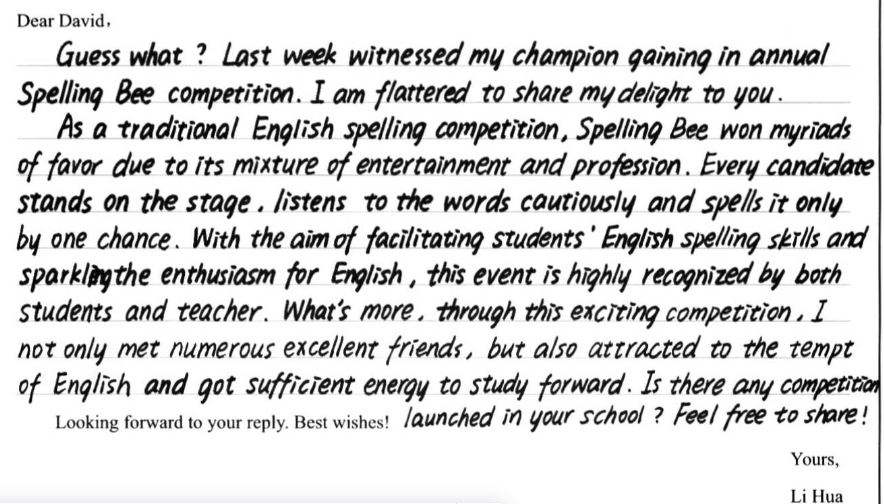 Dear David,
Guess what ? Last week witnessed my champion gaining in annual
Spelling Bee competition. I am flattered to share my delight to you.
As a traditional English spelling competition, Spelling Bee won myriads
of favor due to its mixture of entertainment and profession. Every candidate
stands on the stage, listens to the words cautiously and spells it only
by one chance. With the aim of facilitating students' English spelling skills and
sparkling the enthusiasm for English, this event is highly recognized by both
students and teacher. What's more, through this exciting competition, I
not only met numerous excellent friends, but also attracted to the tempt
of English and got sufficient energy to study forward. Is there any competition
Looking forward to your reply. Best wishes! launched in your school ? Feel free to share!
Yours,
Li Hua